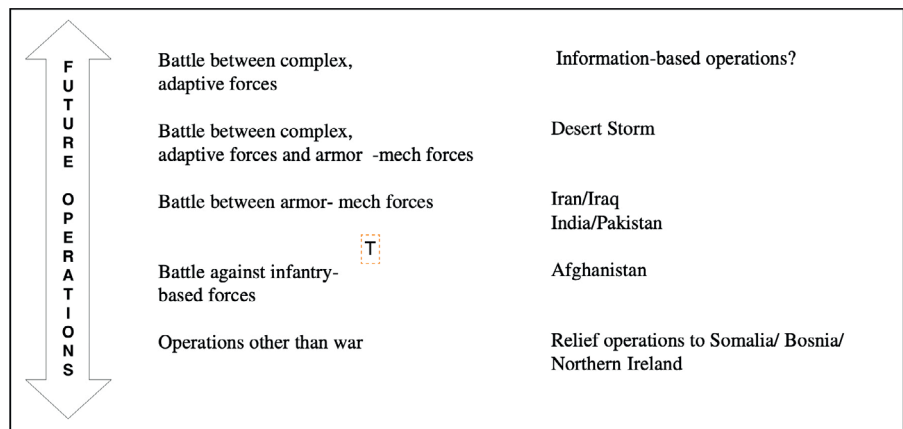 FUTURE OPERATIONS
Battle between complex,
adaptive forces
Information-based operations?
Battle between complex,
adaptive forces and armor -mech forces
Desert Storm
Battle between armor- mech forces
Iran/Iraq
India/Pakistan
T
Battle against infantry-
based forces
Afghanistan
Operations other than war
Relief operations to Somalia/ Bosnia/
Northern Ireland